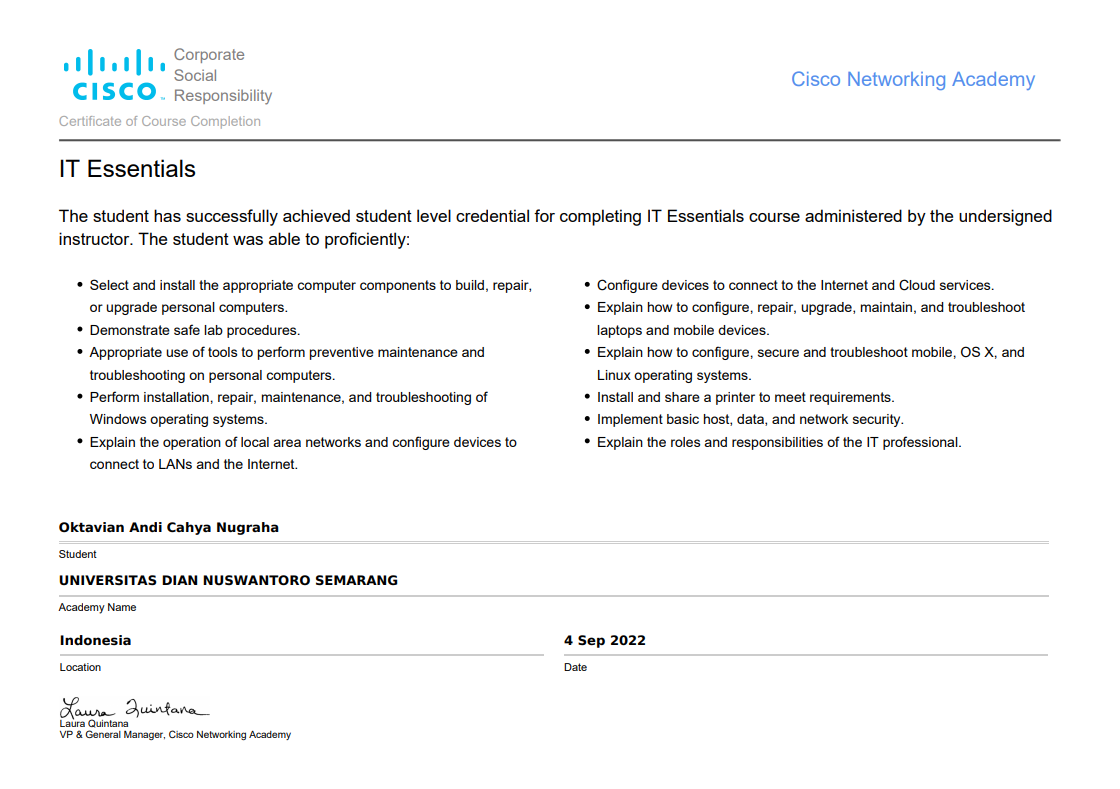 Corporate
Social
Responsibility
CISCO™
Cisco Networking Academy
Certificate of Course Completion
IT Essentials
The student has successfully achieved student level credential for completing IT Essentials course administered by the undersigned
instructor. The student was able to proficiently:
• Select and install the appropriate computer components to build, repair,
or upgrade personal computers.
• Demonstrate safe lab procedures.
• Appropriate use of tools to perform preventive maintenance and
troubleshooting on personal computers.
• Perform installation, repair, maintenance, and troubleshooting of
Windows operating systems.
• Explain the operation of local area networks and configure devices to
connect to LANs and the Internet.
• Configure devices to connect to the Internet and Cloud services.
• Explain how to configure, repair, upgrade, maintain, and troubleshoot
laptops and mobile devices.
• Explain how to configure, secure and troubleshoot mobile, OS X, and
Linux operating systems.
• Install and share a printer to meet requirements.
• Implement basic host, data, and network security.
• Explain the roles and responsibilities of the IT professional.
Oktavian Andi Cahya Nugraha
Student
UNIVERSITAS DIAN NUSWANTORO SEMARANG
Academy Name
Indonesia
Location
4 Sep 2022
Date
Laura Quintana
Laura Quintana
VP & General Manager, Cisco Networking Academy